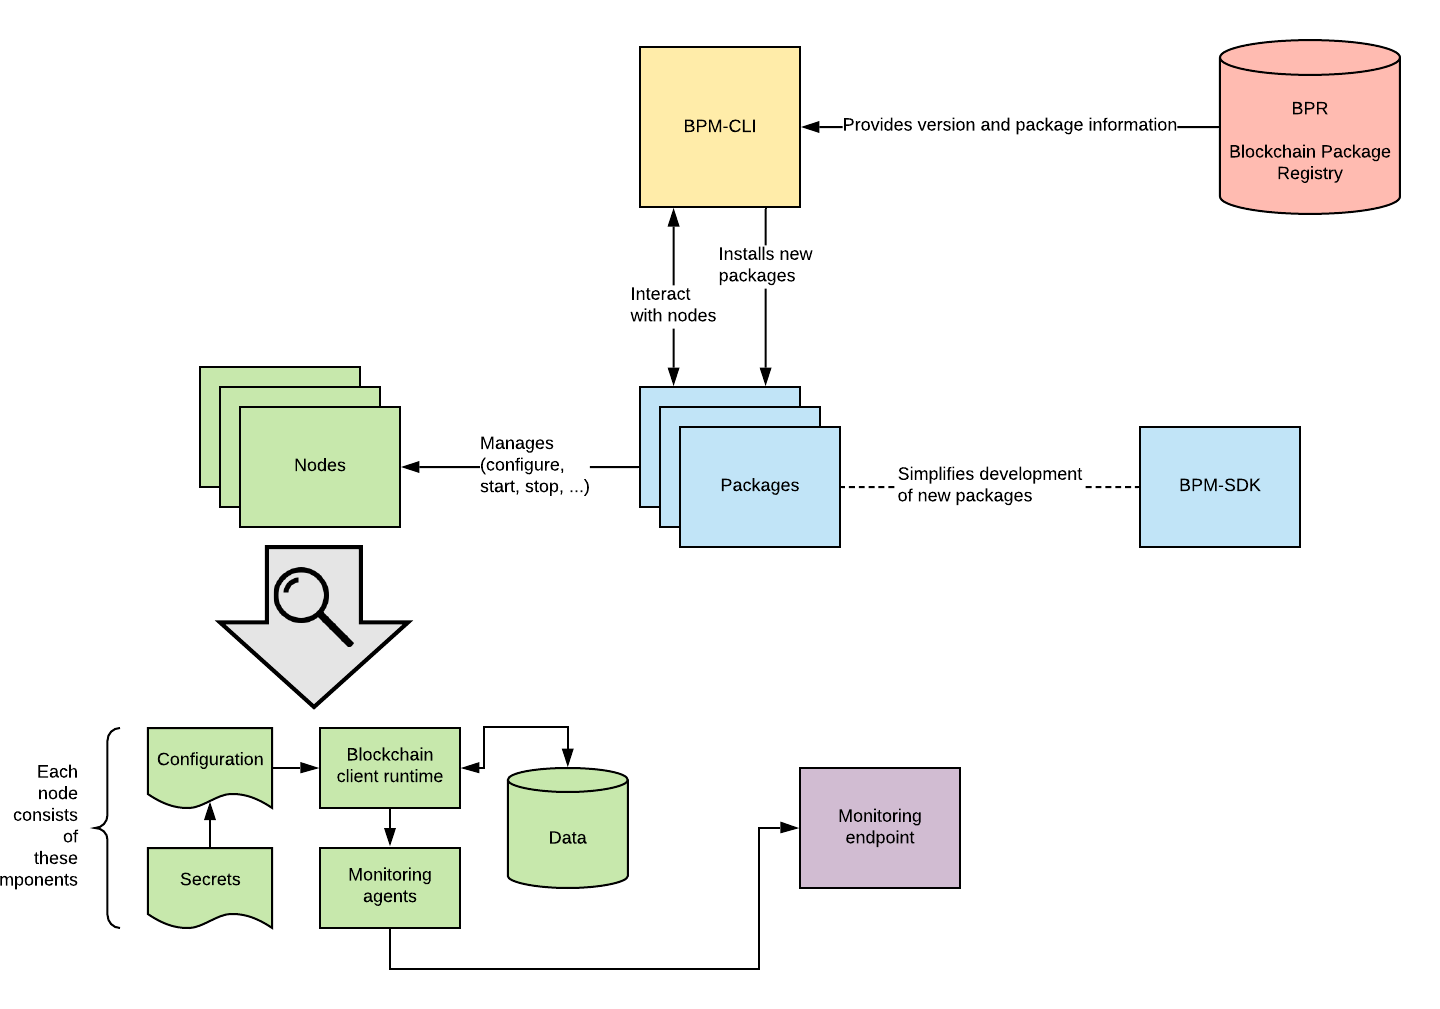 BPM-CLI
Provides version and package information
BPR
Blockchain Package
Registry
Installs new
packages
Interact
with nodes
Nodes
Manages
(configure,
start, stop, ...)
Packages
Simplifies development
of new packages
BPM-SDK
Each
node
consists
of
these
mponents
Configuration
Secrets
Blockchain
client runtime
Monitoring
agents
Data
Monitoring
endpoint